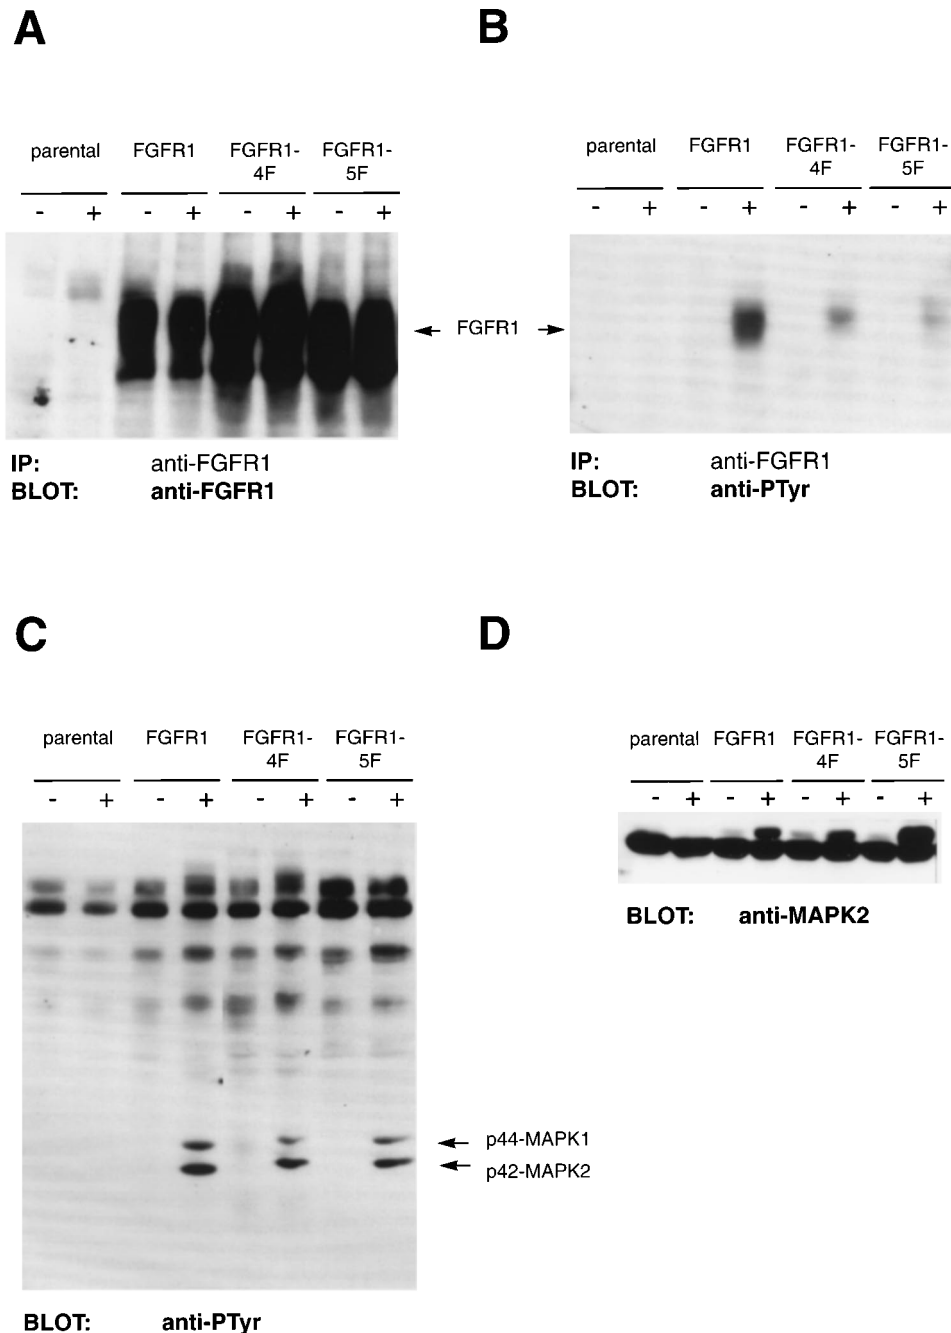 A
parental FGFR1 FGFR1- FGFR1-
4F 5F
- + - + - + - +
FGFR1
IP: anti-FGFR1
BLOT: anti-FGFR1
B
parental FGFR1 FGFR1- FGFR1-
4F 5F
- + - + - + - +
IP: anti-FGFR1
BLOT: anti-PTyr
C
parental FGFR1 FGFR1- FGFR1-
4F 5F
- + - + - + - +
p44-MAPK1
p42-MAPK2
BLOT: anti-PTyr
D
parental FGFR1 FGFR1- FGFR1-
4F 5F
- + - + - + - +
BLOT: anti-MAPK2